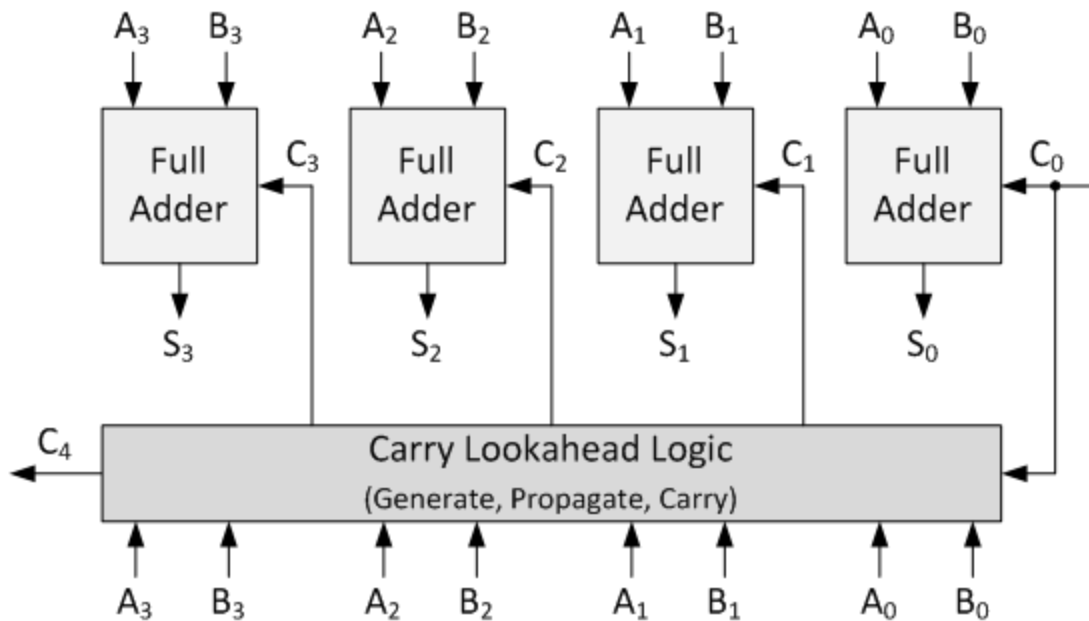 A₃ B₃ A₂ B₂ A₁ B₁ A₀ B₀
Full Adder C₃ Full Adder C₂ Full Adder C₁ Full Adder C₀
S₃ S₂ S₁ S₀
C₄ Carry Lookahead Logic
(Generate, Propagate, Carry)
A₃ B₃ A₂ B₂ A₁ B₁ A₀ B₀